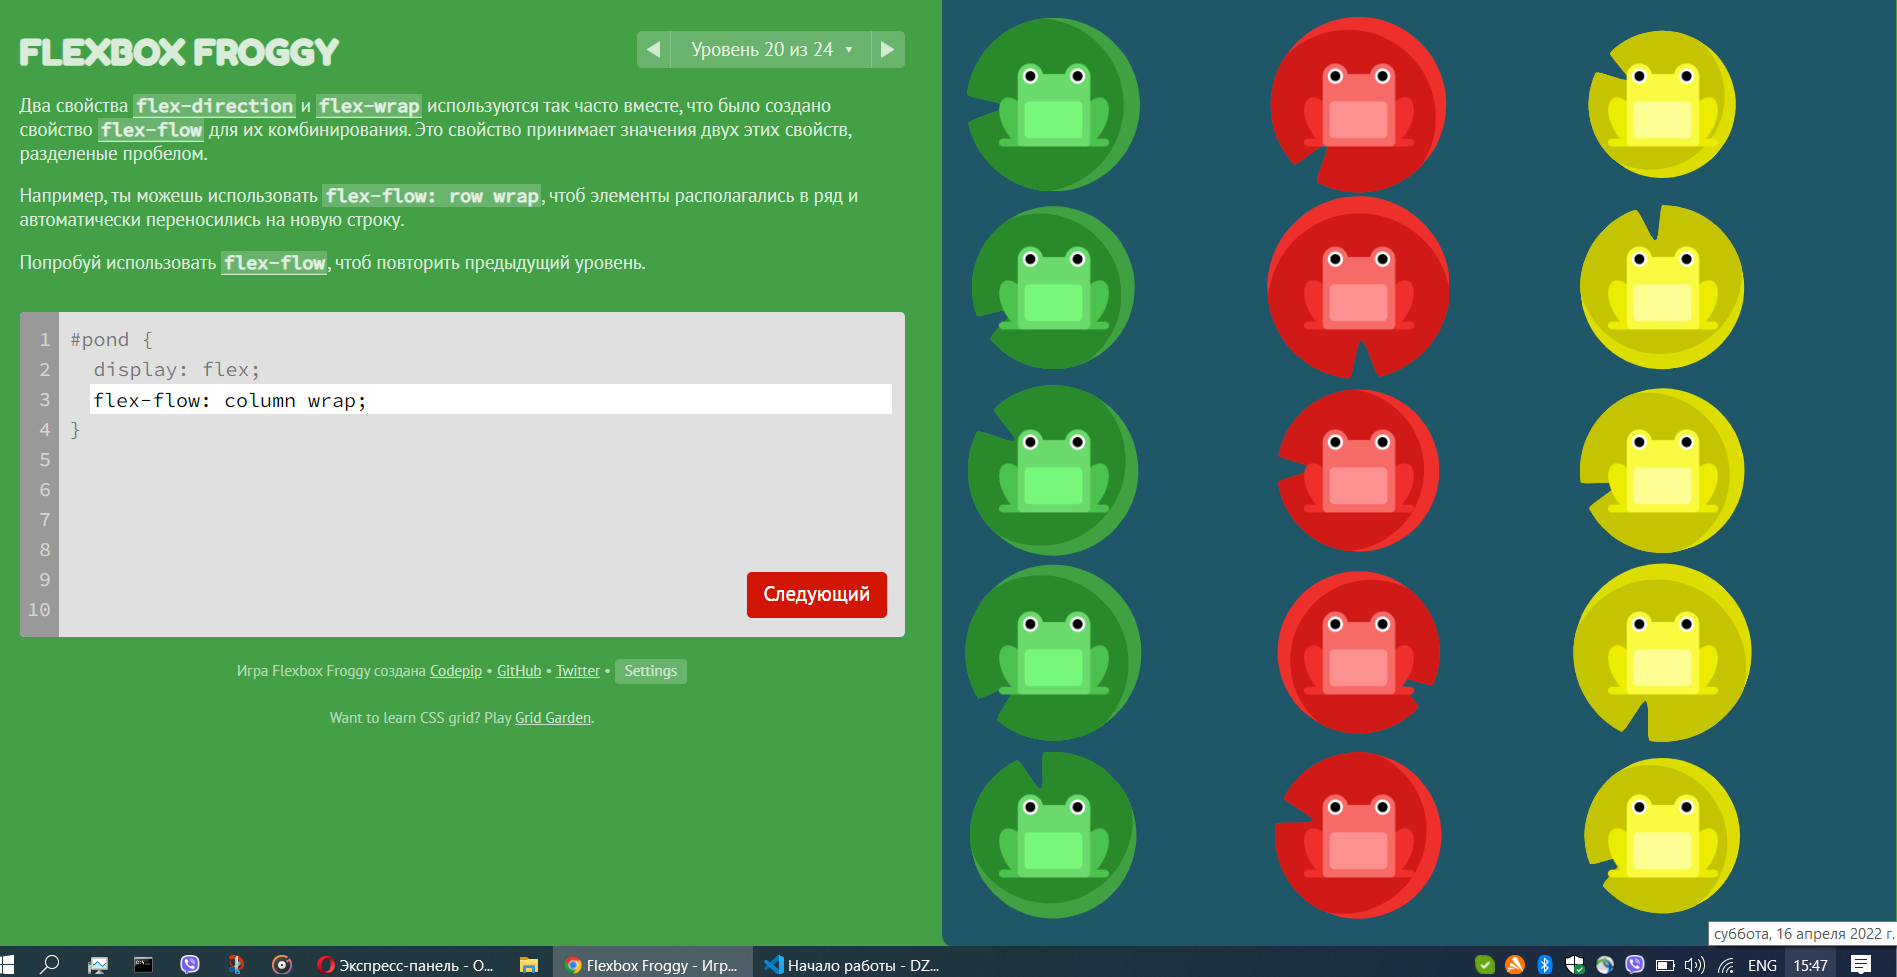 FLEXBOX FROGGY
Уровень 20 из 24
Два свойства flex-direction и flex-wrap используются так часто вместе, что было создано
свойство flex-flow для их комбинирования. Это свойство принимает значения двух этих свойств,
разделеные пробелом.
Например, ты можешь использовать flex-flow: row wrap, чтоб элементы располагались в ряд и
автоматически переносились на новую строку.
Попробуй использовать flex-flow, чтоб повторить предыдущий уровень.
1 #pond {
2 display: flex;
3 flex-flow: column wrap;
4 }
5
6
7
8
9
10
Следующий
Игра Flexbox Froggy создана Codepip • GitHub • Twitter • Settings
Want to learn CSS grid? Play Grid Garden.
суббота, 16 апреля 2022 г.
Экспресс-панель - О... Flexbox Froggy - Игр... Начало работы - DZ... ENG 15:47